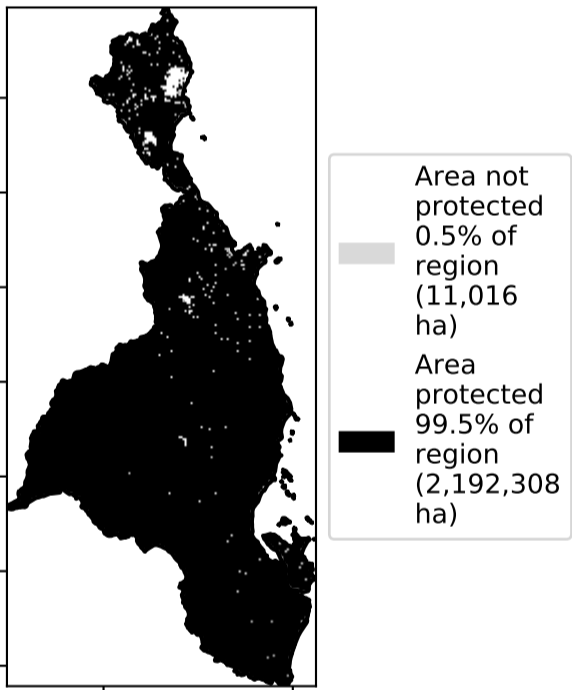 Area not
protected
0.5% of
region
(11,016
ha)
Area
protected
99.5% of
region
(2,192,308
ha)